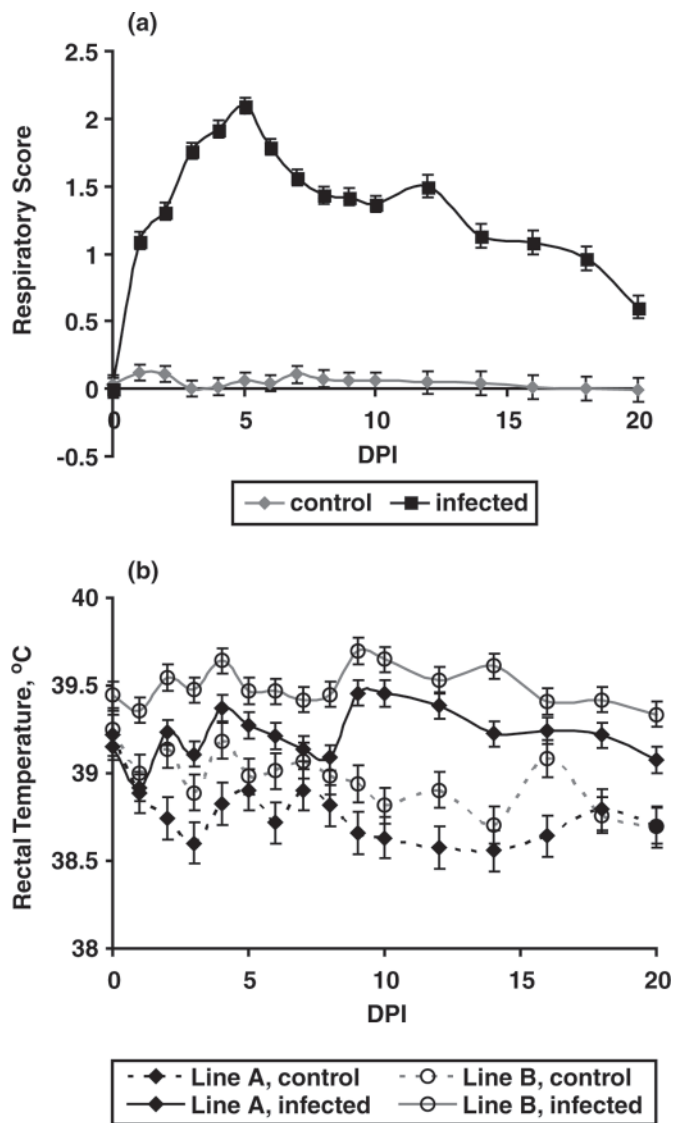 (a)
2.5
2
1.5
1
0.5
0
-0.5
Respiratory Score
0 5 10 15 20
DPI
control infected
(b)
40
39.5
39
38.5
38
Rectal Temperature, ºC
0 5 10 15 20
DPI
Line A, control Line B, control
Line A, infected Line B, infected